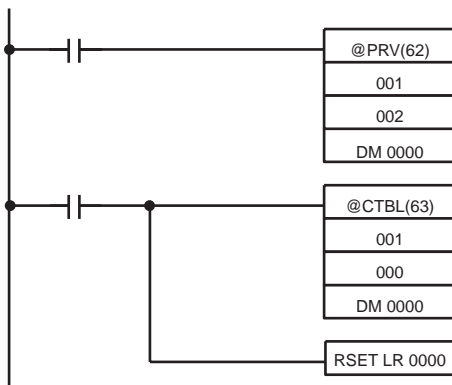 @PRV(62)
001
002
DM 0000
@CTBL(63)
001
000
DM 0000
RSET LR 0000